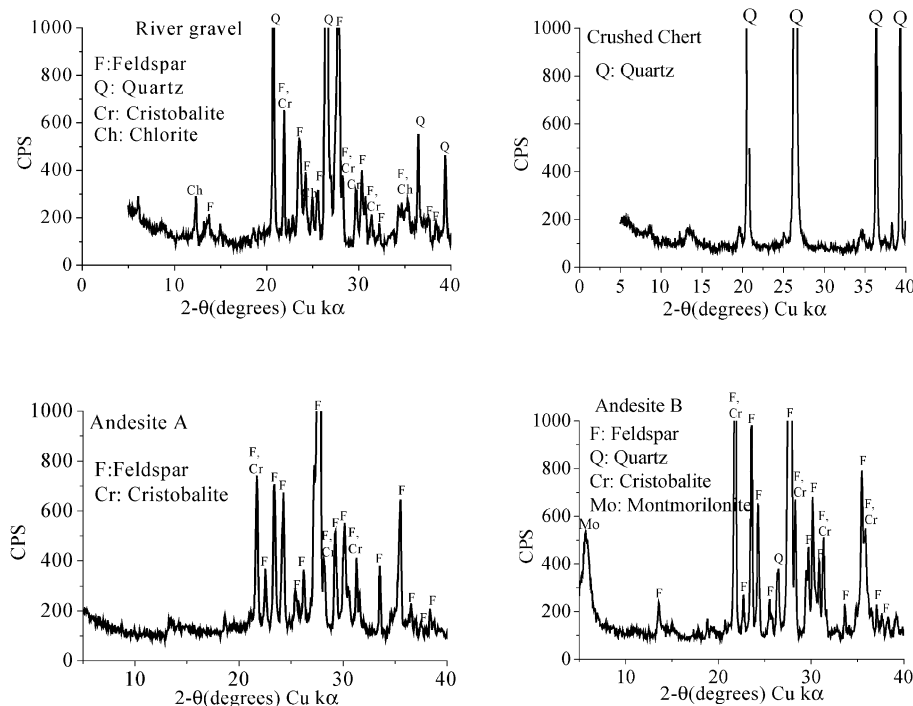 River gravel
F:Feldspar
Q: Quartz
Cr: Cristobalite
Ch: Chlorite
Q
Q F
F,
Cr
F
F
F
F,
Cr
F
F,
Cr
F
Ch
F
F,
Ch
Q
F
F
Q
CPS
1000
800
600
400
200
0
0 10 20 30 40
2-θ(degrees) Cu kα
Crushed Chert
Q: Quartz
Q Q Q Q
CPS
1000
800
600
400
200
0
0 5 10 15 20 25 30 35 40
2-θ(degrees) Cu kα
Andesite A
F:Feldspar
Cr: Cristobalite
F,
Cr
F
F
F
F
F
F
F,
Cr
F
F
F,
Cr
F
F
F
F
F
CPS
1000
800
600
400
200
0
10 20 30 40
2-θ(degrees) Cu kα
Andesite B
F: Feldspar
Q: Quartz
Cr: Cristobalite
Mo: Montmorilonite
Mo
F
F,
Cr
F
F
F
F
Q
F
F,
Cr
F
F
F
F,
Cr
F
F
F,
Cr
F
F
F
CPS
1000
800
600
400
200
0
10 20 30 40
2-θ(degrees) Cu kα